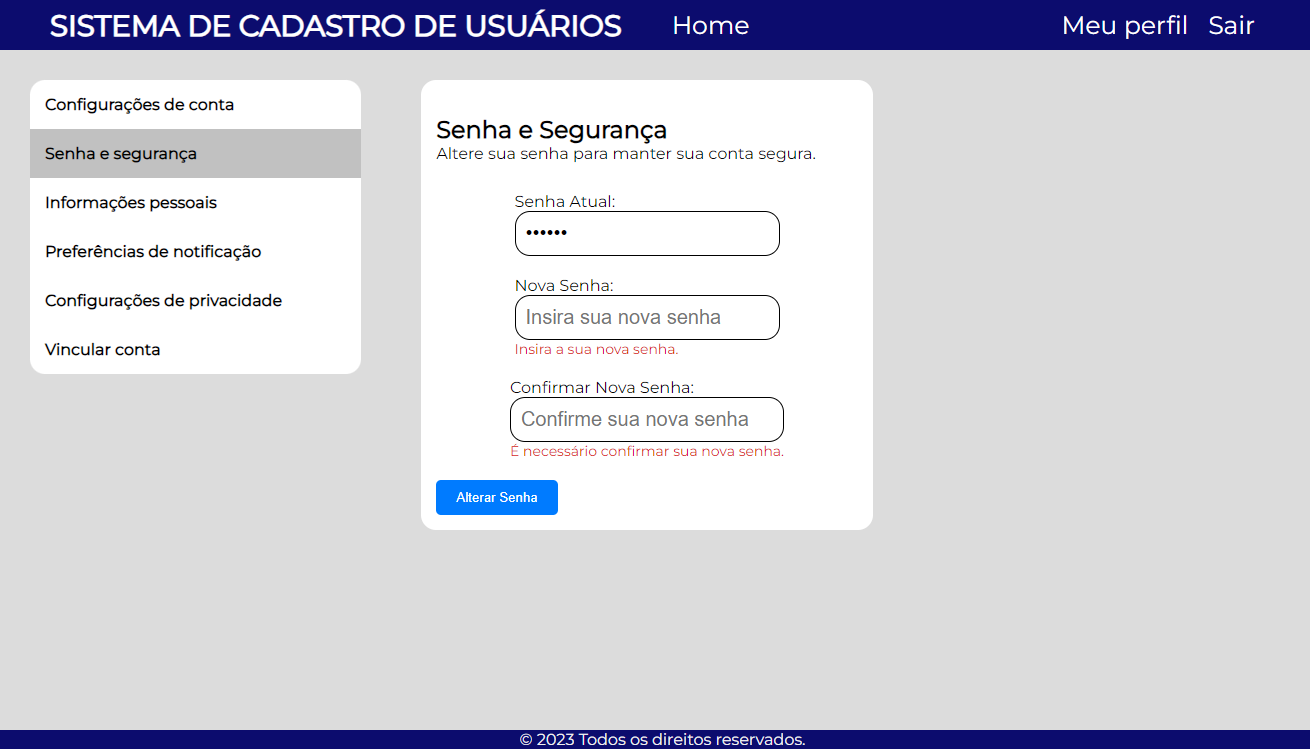 SISTEMA DE CADASTRO DE USUÁRIOS Home Meu perfil Sair
Configurações de conta
Senha e segurança
Informações pessoais
Preferências de notificação
Configurações de privacidade
Vincular conta
Senha e Segurança
Altere sua senha para manter sua conta segura.
Senha Atual:
••••••
Nova Senha:
Insira sua nova senha
Insira a sua nova senha.
Confirmar Nova Senha:
Confirme sua nova senha
É necessário confirmar sua nova senha.
Alterar Senha
© 2023 Todos os direitos reservados.